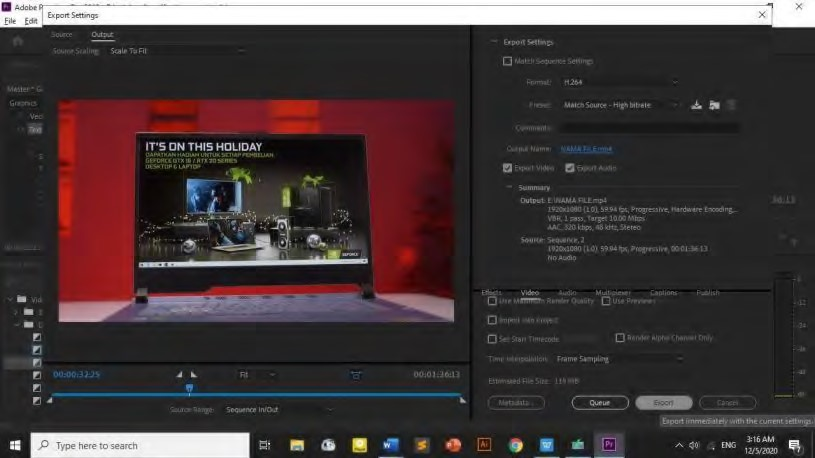 Export Settings
File Edit
Source Output
Source Scaling: Scale To Fit
Export Settings
Match Sequence Settings
Format: H.264
Preset: Match Source - High bitrate
Comments:
Output Name: NAMA FILE.mp4
Export Video Export Audio
Summary
Output: E:\NAMA FILE.mp4
1920x1080 (1.0), 59.94 fps, Progressive, Hardware Encoding,...
VBR, 1 pass, Target 10.00 Mbps
AAC, 320 kbps, 48 kHz, Stereo
Source: Sequence, 2
1920x1080 (1.0), 59.94 fps, Progressive, 00:01:36:13
No Audio
IT'S ON THIS HOLIDAY
DAPATKAN HADIAH UNTUK SETIAP PEMBELIAN
GEFORCE GTX 16 / RTX 20 SERIES
DESKTOP & LAPTOP
GEFORCE
Effects Video Audio Multiplexer Captions Publish
Use Maximum Render Quality Use Previews
Import into project
Set Start Timecode Render Alpha Channel Only
Time Interpolation: Frame Sampling
Estimated File Size: 118 MB
Metadata... Queue Export Cancel
Export immediately with the current settings.
00:00:32:25 Fit 00:01:36:13
Source Range: Sequence In/Out
Type here to search
ENG
3:16 AM
12/5/2020